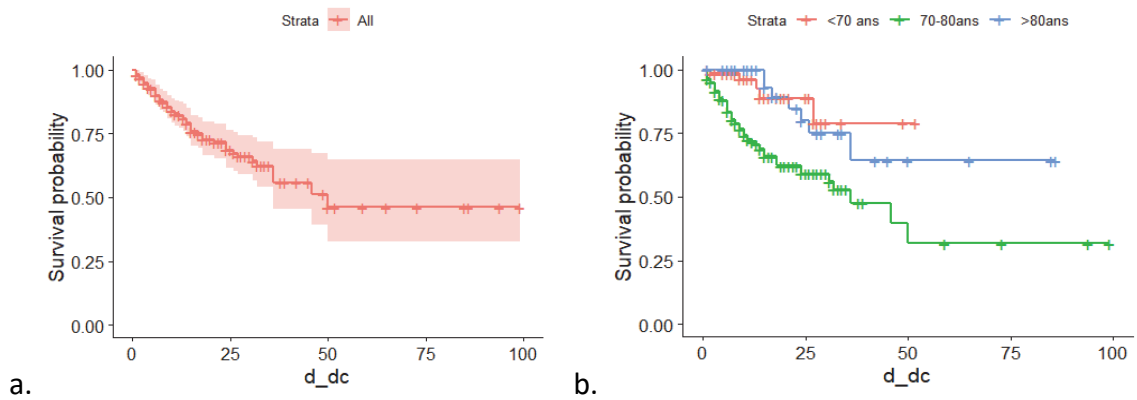 Strata All
Survival probability
1.00
0.75
0.50
0.25
0.00
0 25 50 75 100
d_dc
a.
Strata <70 ans 70-80ans >80ans
Survival probability
1.00
0.75
0.50
0.25
0.00
0 25 50 75 100
d_dc
b.